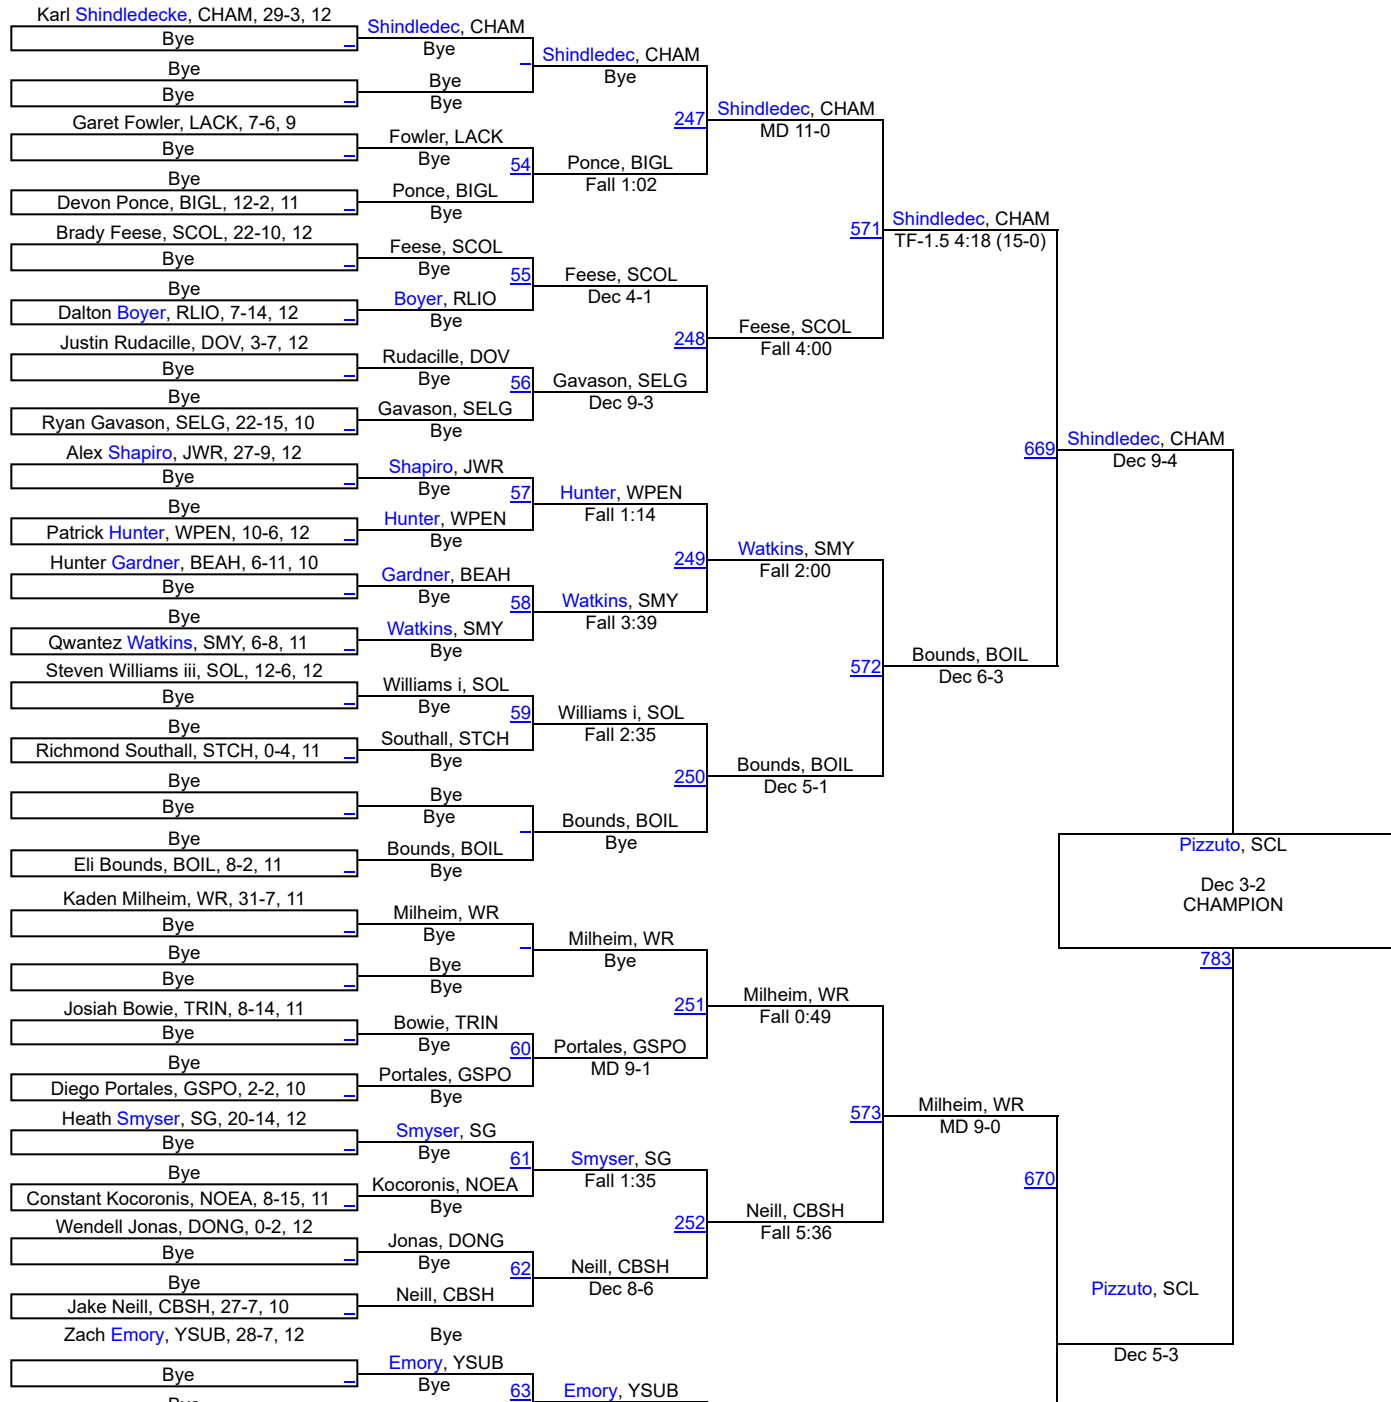 Karl Shindledecke, CHAM, 29-3, 12
Bye
Bye
Bye
Garet Fowler, LACK, 7-6, 9
Bye
Bye
Devon Ponce, BIGL, 12-2, 11
Brady Feese, SCOL, 22-10, 12
Bye
Bye
Dalton Boyer, RLIO, 7-14, 12
Justin Rudacille, DOV, 3-7, 12
Bye
Bye
Ryan Gavason, SELG, 22-15, 10
Alex Shapiro, JWR, 27-9, 12
Bye
Bye
Patrick Hunter, WPEN, 10-6, 12
Hunter Gardner, BEAH, 6-11, 10
Bye
Bye
Qwantez Watkins, SMY, 6-8, 11
Steven Williams iii, SOL, 12-6, 12
Bye
Bye
Richmond Southall, STCH, 0-4, 11
Bye
Bye
Bye
Eli Bounds, BOIL, 8-2, 11
Kaden Milheim, WR, 31-7, 11
Bye
Bye
Bye
Josiah Bowie, TRIN, 8-14, 11
Bye
Bye
Diego Portales, GSPO, 2-2, 10
Heath Smyser, SG, 20-14, 12
Bye
Bye
Constant Kocoronis, NOEA, 8-15, 11
Wendell Jonas, DONG, 0-2, 12
Bye
Bye
Jake Neill, CBSH, 27-7, 10
Zach Emory, YSUB, 28-7, 12
Bye
Bye
Shindledec, CHAM
Bye
Bye
Bye
Fowler, LACK
Bye
54
Ponce, BIGL
Bye
Feese, SCOL
Bye
55
Boyer, RLIO
Bye
Rudacille, DOV
Bye
56
Gavason, SELG
Bye
Shapiro, JWR
Bye
57
Hunter, WPEN
Bye
Gardner, BEAH
Bye
58
Watkins, SMY
Bye
Williams i, SOL
Bye
59
Southall, STCH
Bye
Bye
Bye
Bounds, BOIL
Bye
Milheim, WR
Bye
Bye
Bye
Bowie, TRIN
Bye
60
Portales, GSPO
Bye
Smyser, SG
Bye
61
Kocoronis, NOEA
Bye
Jonas, DONG
Bye
62
Neill, CBSH
Bye
Emory, YSUB
Bye
63
Shindledec, CHAM
Bye
247
Ponce, BIGL
Fall 1:02
Feese, SCOL
Dec 4-1
248
Gavason, SELG
Dec 9-3
Hunter, WPEN
Fall 1:14
249
Watkins, SMY
Fall 3:39
Williams i, SOL
Fall 2:35
250
Bounds, BOIL
Bye
Milheim, WR
Bye
251
Portales, GSPO
MD 9-1
Smyser, SG
Fall 1:35
252
Neill, CBSH
Dec 8-6
Emory, YSUB
Shindledec, CHAM
MD 11-0
571
Feese, SCOL
Fall 4:00
Watkins, SMY
Fall 2:00
572
Bounds, BOIL
Dec 5-1
Milheim, WR
Fall 0:49
573
Neill, CBSH
Fall 5:36
Shindledec, CHAM
TF-1.5 4:18 (15-0)
669
Bounds, BOIL
Dec 6-3
Milheim, WR
MD 9-0
670
Shindledec, CHAM
Dec 9-4
Pizzuto, SCL
Dec 3-2
CHAMPION
783
Pizzuto, SCL
Dec 5-3